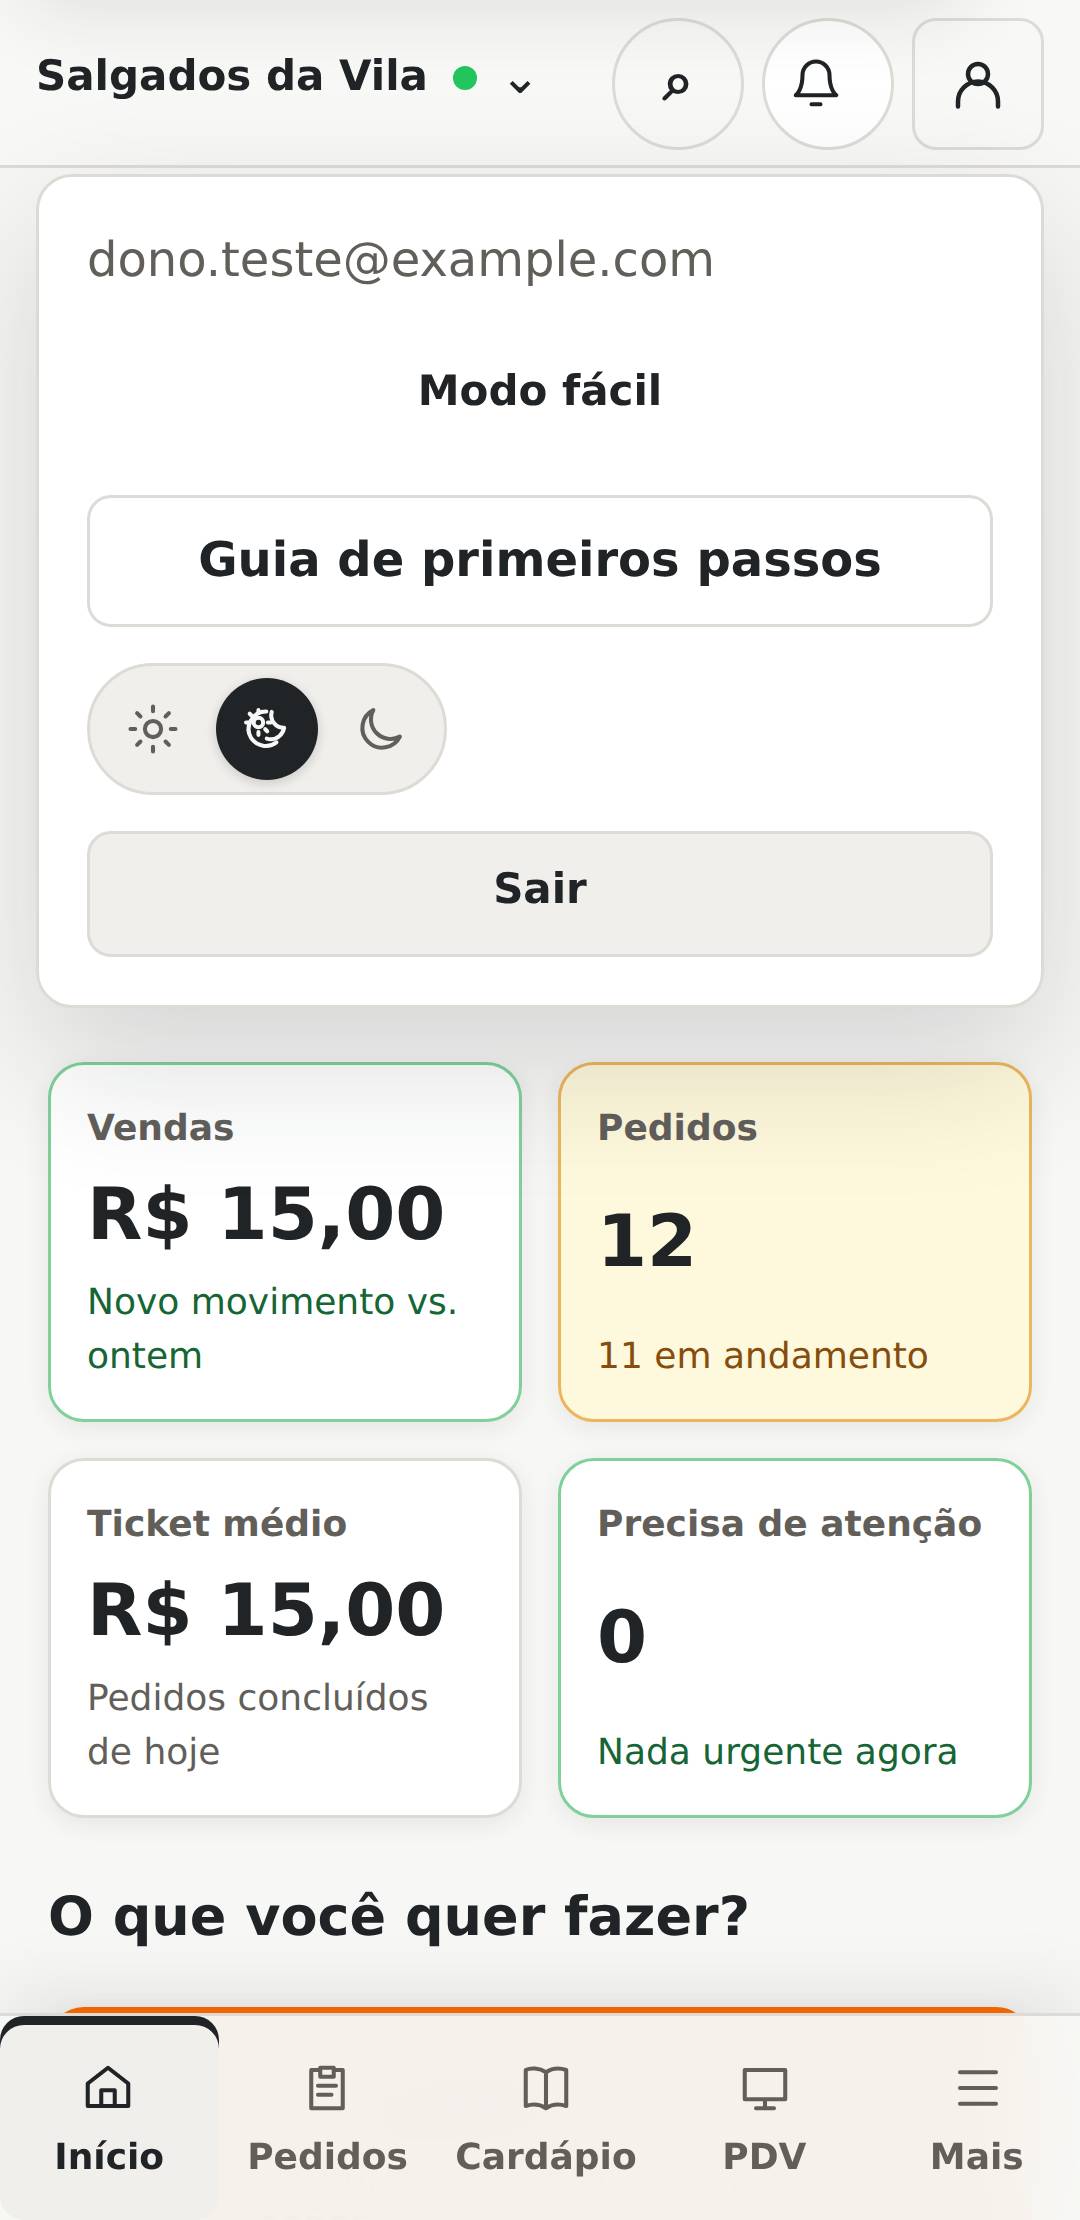 Salgados da Vila
dono.teste@example.com
Modo fácil
Guia de primeiros passos
Sair
Vendas
R$ 15,00
Novo movimento vs.
ontem
Pedidos
12
11 em andamento
Ticket médio
R$ 15,00
Pedidos concluídos
de hoje
Precisa de atenção
0
Nada urgente agora
O que você quer fazer?
Início
Pedidos
Cardápio
PDV
Mais